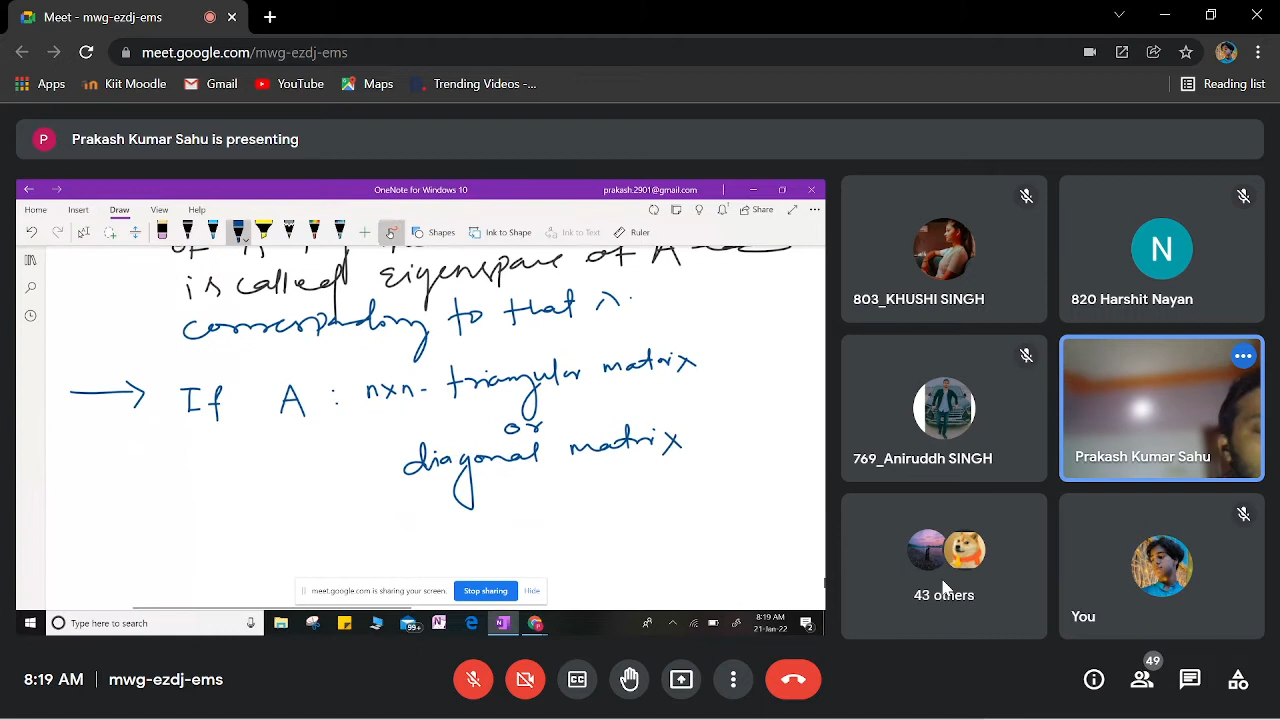 Meet - mwg-ezdj-ems
meet.google.com/mwg-ezdj-ems
Apps Kiit Moodle Gmail YouTube Maps Trending Videos -... Reading list
P Prakash Kumar Sahu is presenting
OneNote for Windows 10 prakash.2901@gmail.com
Home Insert Draw View Help Share
Shapes Ink to Shape Ink to Text Ruler
is called eigenspace of A
corresponding to that λ.
→ If A : n×n- triangular matrix
or
diagonal matrix
meet.google.com is sharing your screen. Stop sharing Hide
Type here to search 99+ 8:19 AM
21-Jan-22 2
803_KHUSHI SINGH
N
820 Harshit Nayan
769_Aniruddh SINGH
Prakash Kumar Sahu
43 others
You
8:19 AM mwg-ezdj-ems 49